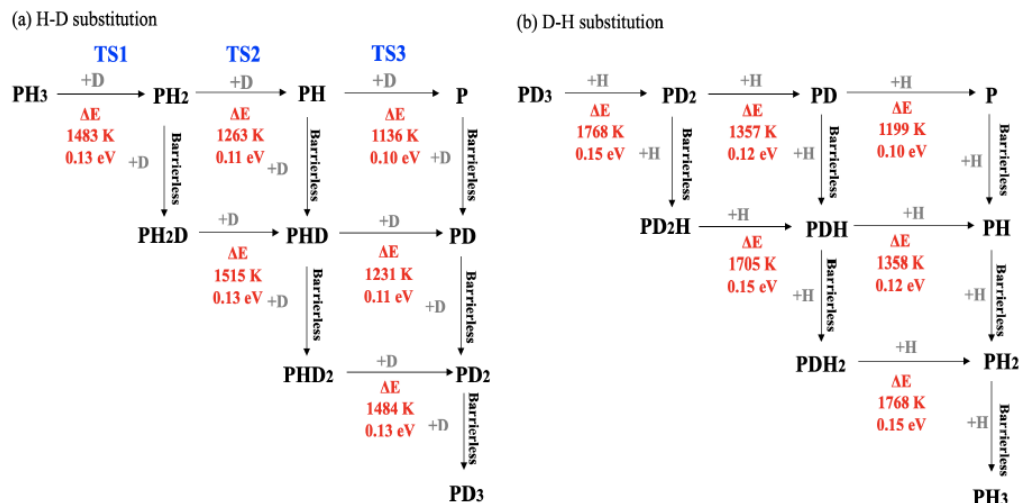 (a) H-D substitution
(b) D-H substitution
TS1 TS2 TS3
+D +D +D
PH3 PH2 PH P
ΔE ΔE ΔE
1483 K 1263 K 1136 K
0.13 eV 0.11 eV 0.10 eV
+D +D +D
Barrierless Barrierless Barrierless
+D +D
PH2D PHD PD
ΔE ΔE
1515 K 1231 K
0.13 eV 0.11 eV
+D +D
Barrierless Barrierless
+D
PHD2 PD2
ΔE
1484 K
0.13 eV
+D
Barrierless
PD3
+H +H +H
PD3 PD2 PD P
ΔE ΔE ΔE
1768 K 1357 K 1199 K
0.15 eV 0.12 eV 0.10 eV
+H +H +H
Barrierless Barrierless Barrierless
+H +H
PD2H PDH PH
ΔE ΔE
1705 K 1358 K
0.15 eV 0.12 eV
+H +H
Barrierless Barrierless
+H
PDH2 PH2
ΔE
1768 K
0.15 eV
+H
Barrierless
PH3